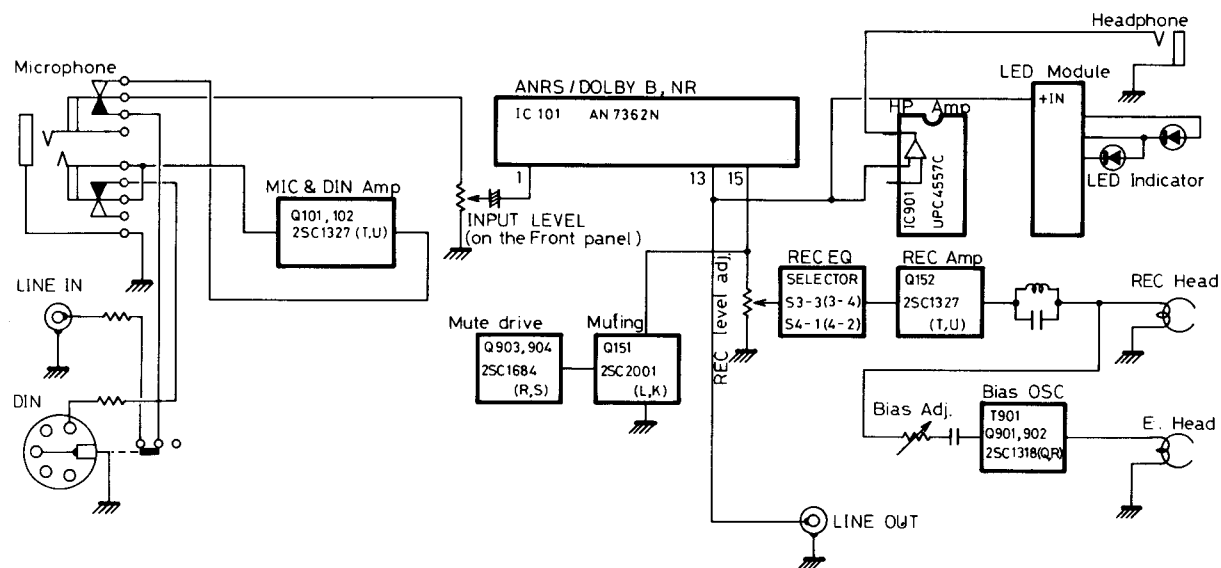 Headphone
Microphone
ANRS/DOLBY B, NR
IC 101 AN 7362N
1
13
15
HP Amp
IC901
UPC4557C
LED Module
+IN
LED Indicator
MIC & DIN Amp
Q101, 102
2SC1327 (T,U)
INPUT LEVEL
(on the Front panel)
LINE IN
DIN
Mute drive
Q903, 904
2SC1684
(R,S)
Muting
Q151
2SC2001
(L,K)
REC level adj.
REC EQ
SELECTOR
S3-3(3-4)
S4-1(4-2)
REC Amp
Q152
2SC1327
(T,U)
REC Head
Bias Adj.
Bias OSC
T901
Q901, 902
2SC1318(Q,R)
E. Head
LINE OUT